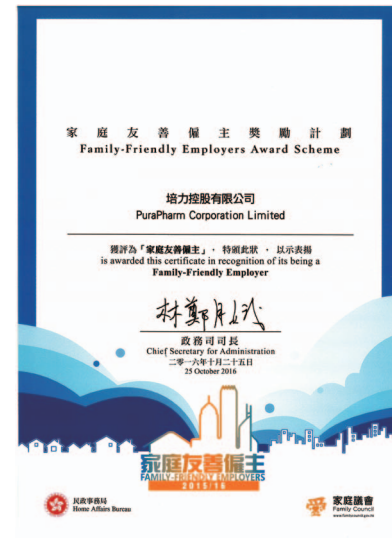 家庭友善僱主獎勵計劃
Family-Friendly Employers Award Scheme
培力控股有限公司
PuraPharm Corporation Limited
獲評為「家庭友善僱主」，特頒此狀，以示表揚
is awarded this certificate in recognition of its being a
Family-Friendly Employer
林鄭月娥
政務司司長
Chief Secretary for Administration
二零一六年十月二十五日
25 October 2016
家庭友善僱主
FAMILY-FRIENDLY EMPLOYERS
2015/16
民政事務局
Home Affairs Bureau
家庭議會
Family Council